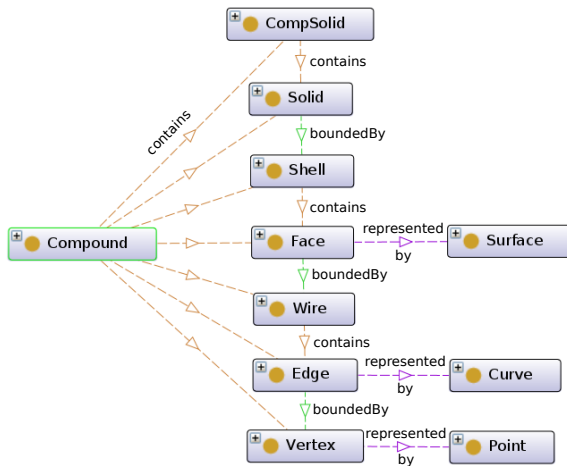 CompSolid
contains
contains
Solid
boundedBy
Shell
contains
represented
by
Compound
Face
Surface
boundedBy
Wire
contains
represented
by
Edge
Curve
boundedBy
represented
by
Vertex
Point